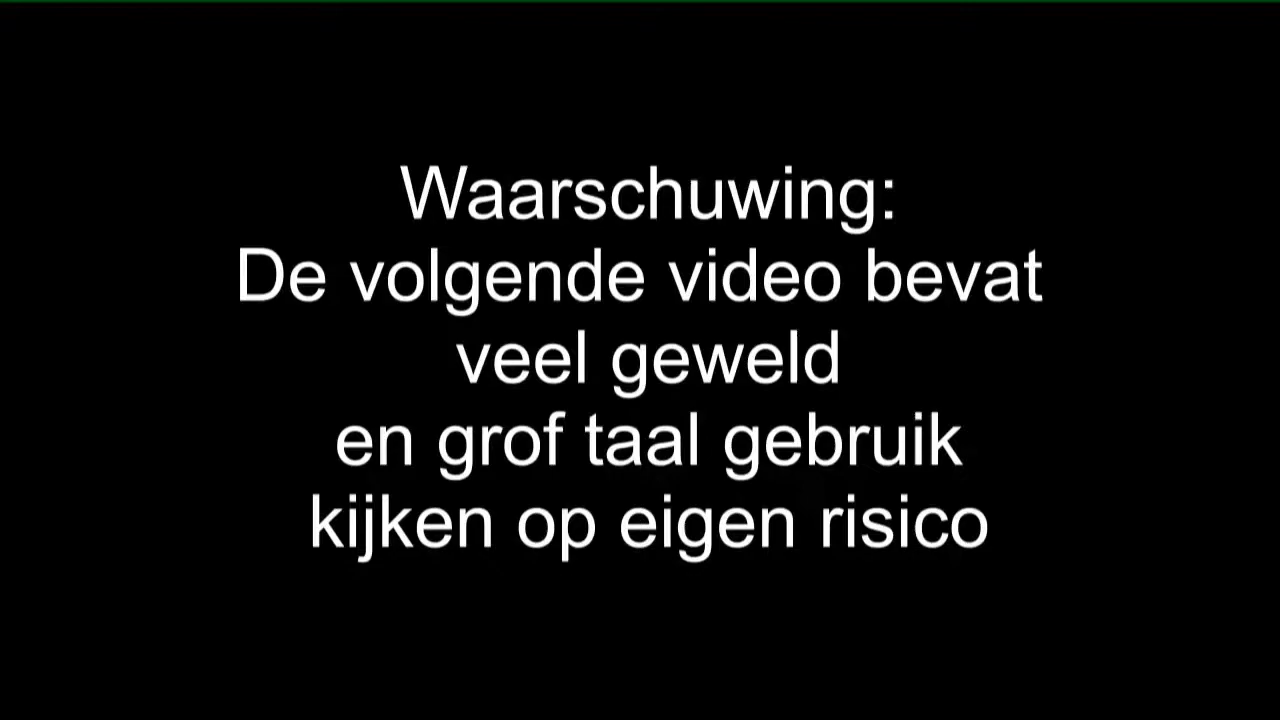 Waarschuwing:
De volgende video bevat
veel geweld
en grof taal gebruik
kijken op eigen risico